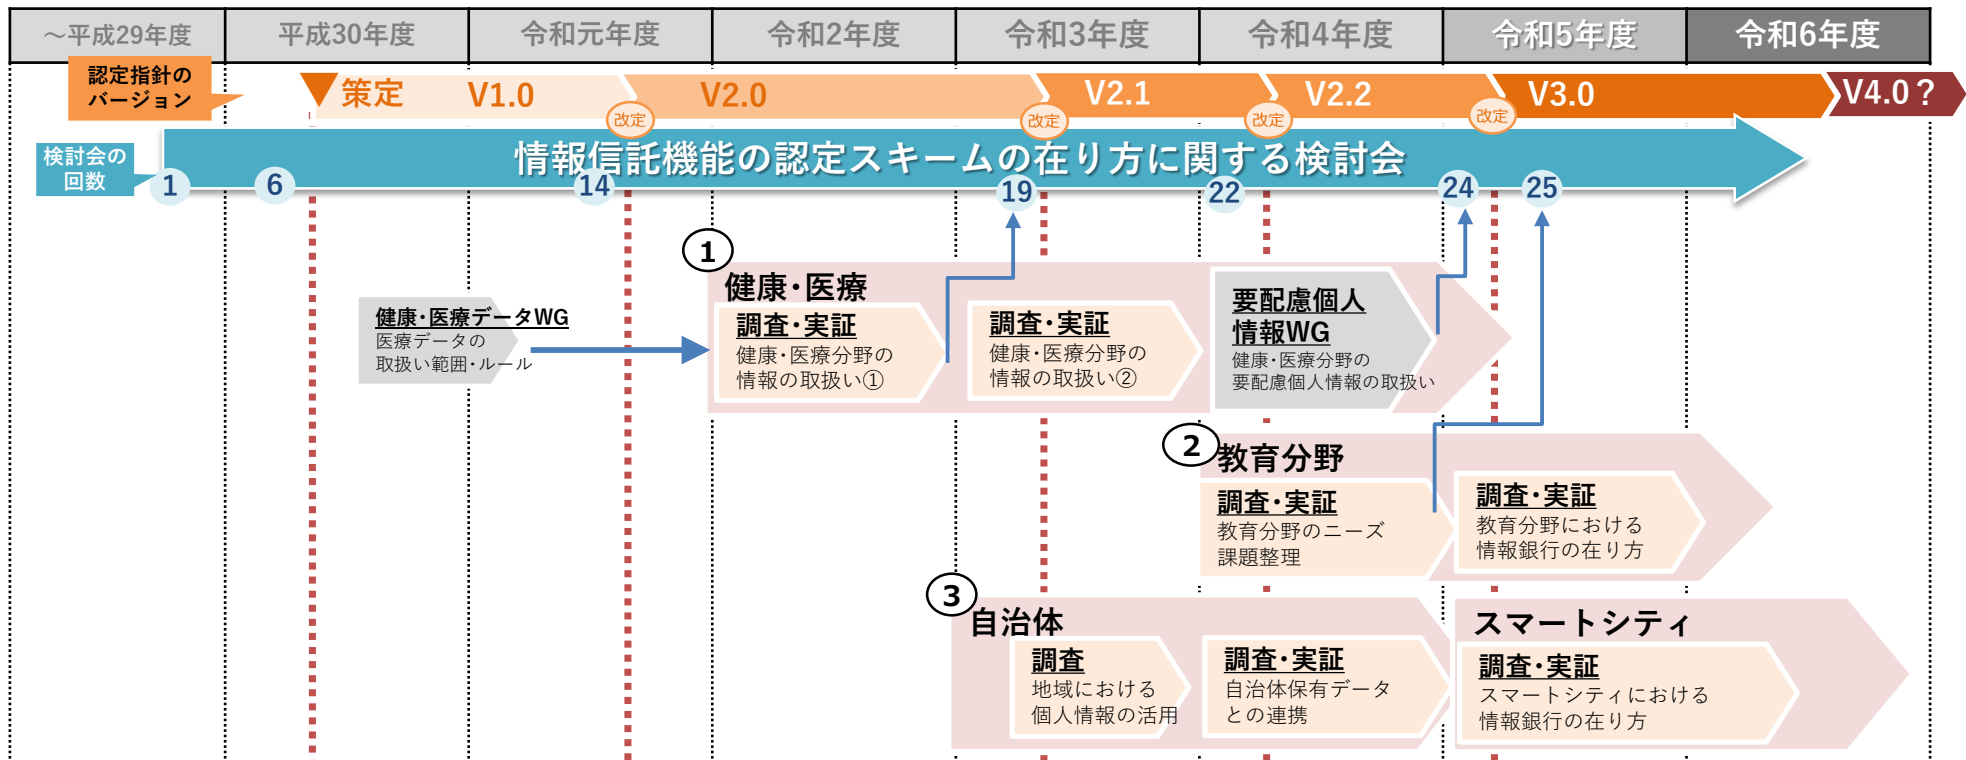 ～平成29年度
平成30年度
令和元年度
令和2年度
令和3年度
令和4年度
令和5年度
令和6年度
認定指針の
バージョン
策定
V1.0
V2.0
V2.1
V2.2
V3.0
V4.0？
改定
改定
改定
改定
検討会の
回数
情報信託機能の認定スキームの在り方に関する検討会
1
6
14
19
22
24
25
健康・医療データWG
医療データの
取扱い範囲・ルール
1
健康・医療
調査・実証
健康・医療分野の
情報の取扱い①
調査・実証
健康・医療分野の
情報の取扱い②
要配慮個人
情報WG
健康・医療分野の
要配慮個人情報の取扱い
2
教育分野
調査・実証
教育分野のニーズ
課題整理
調査・実証
教育分野における
情報銀行の在り方
3
自治体
調査
地域における
個人情報の活用
調査・実証
自治体保有データ
との連携
スマートシティ
調査・実証
スマートシティにおける
情報銀行の在り方